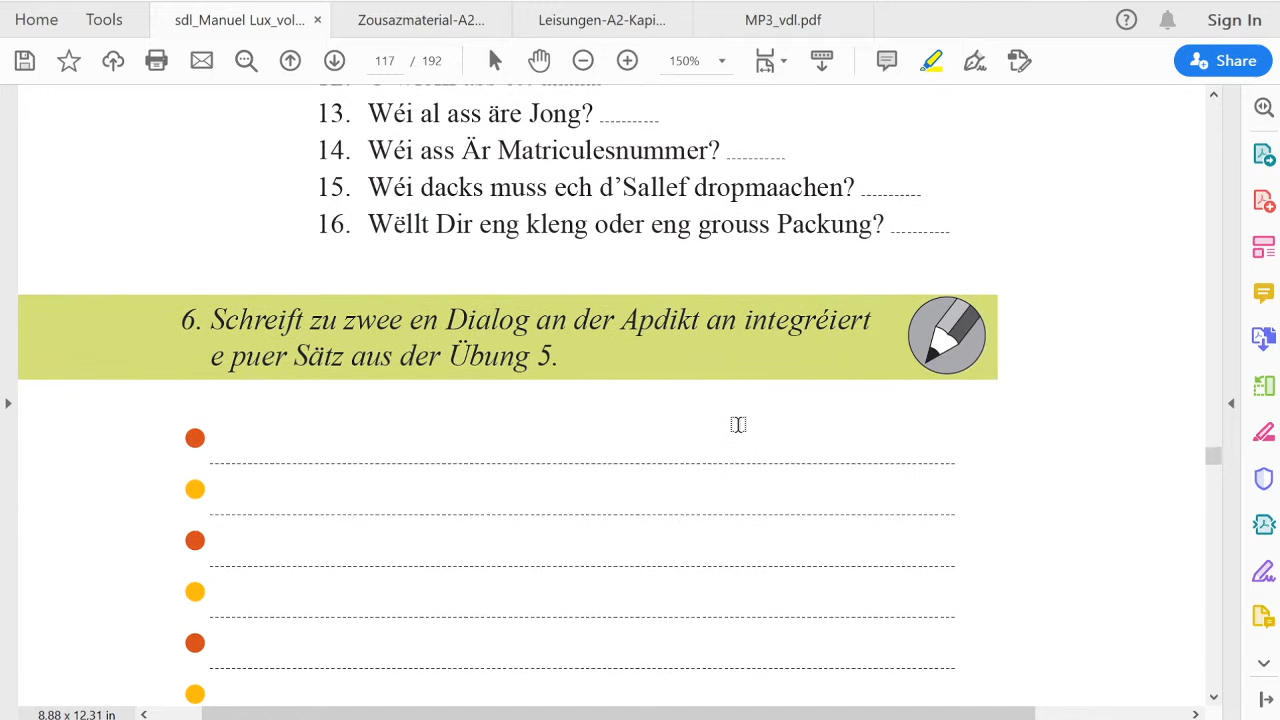 Home Tools sdl_Manuel Lux_vol... × Zousazmaterial-A2... Leisungen-A2-Kapi... MP3_vdl.pdf Sign In
117 / 192 150% Share
13. Wéi al ass äre Jong? ..........
14. Wéi ass Är Matriculesnummer? ..........
15. Wéi dacks muss ech d’Sallef dropmaachen? ..........
16. Wëllt Dir eng kleng oder eng grouss Packung? ..........
6. Schreift zu zwee en Dialog an der Apdikt an integréiert
e puer Sätz aus der Übung 5.
8.88 x 12.31 in